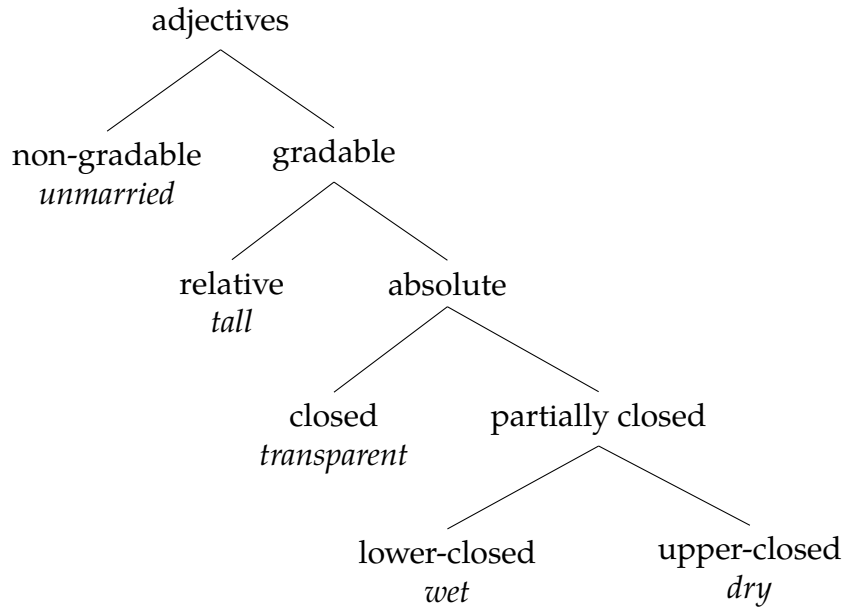 adjectives
non-gradable
unmarried
gradable
relative
tall
absolute
closed
transparent
partially closed
lower-closed
wet
upper-closed
dry